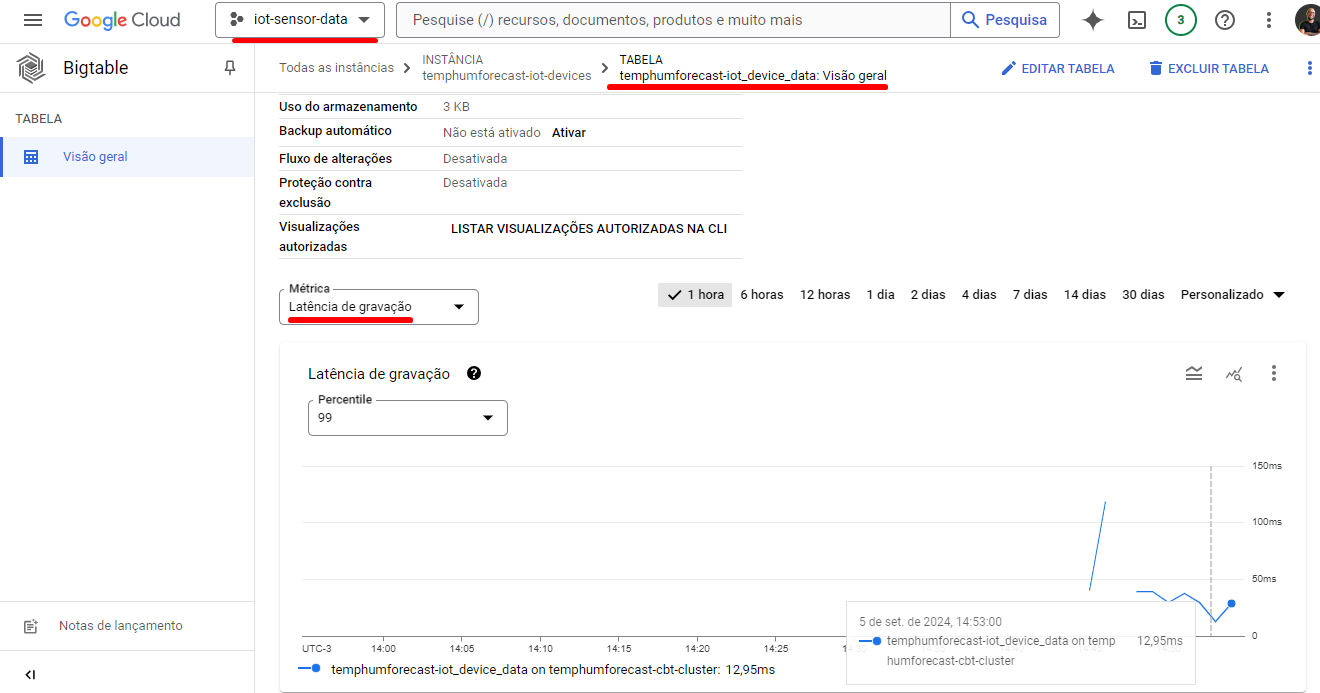 Google Cloud
iot-sensor-data
Pesquise (/) recursos, documentos, produtos e muito mais
Pesquisa
3
Bigtable
Todas as instâncias
INSTÂNCIA
temphumforecast-iot-devices
TABELA
temphumforecast-iot_device_data: Visão geral
EDITAR TABELA
EXCLUIR TABELA
TABELA
Visão geral
Uso do armazenamento 3 KB
Backup automático Não está ativado Ativar
Fluxo de alterações Desativada
Proteção contra
exclusão
Desativada
Visualizações
autorizadas
LISTAR VISUALIZAÇÕES AUTORIZADAS NA CLI
Métrica
Latência de gravação
1 hora 6 horas 12 horas 1 dia 2 dias 4 dias 7 dias 14 dias 30 dias Personalizado
Latência de gravação
Percentile
99
150ms
100ms
50ms
0
UTC-3 14:00 14:05 14:10 14:15 14:20 14:25
5 de set. de 2024, 14:53:00
temphumforecast-iot_device_data on temp
humforecast-cbt-cluster
12,95ms
temphumforecast-iot_device_data on temphumforecast-cbt-cluster: 12,95ms
Notas de lançamento